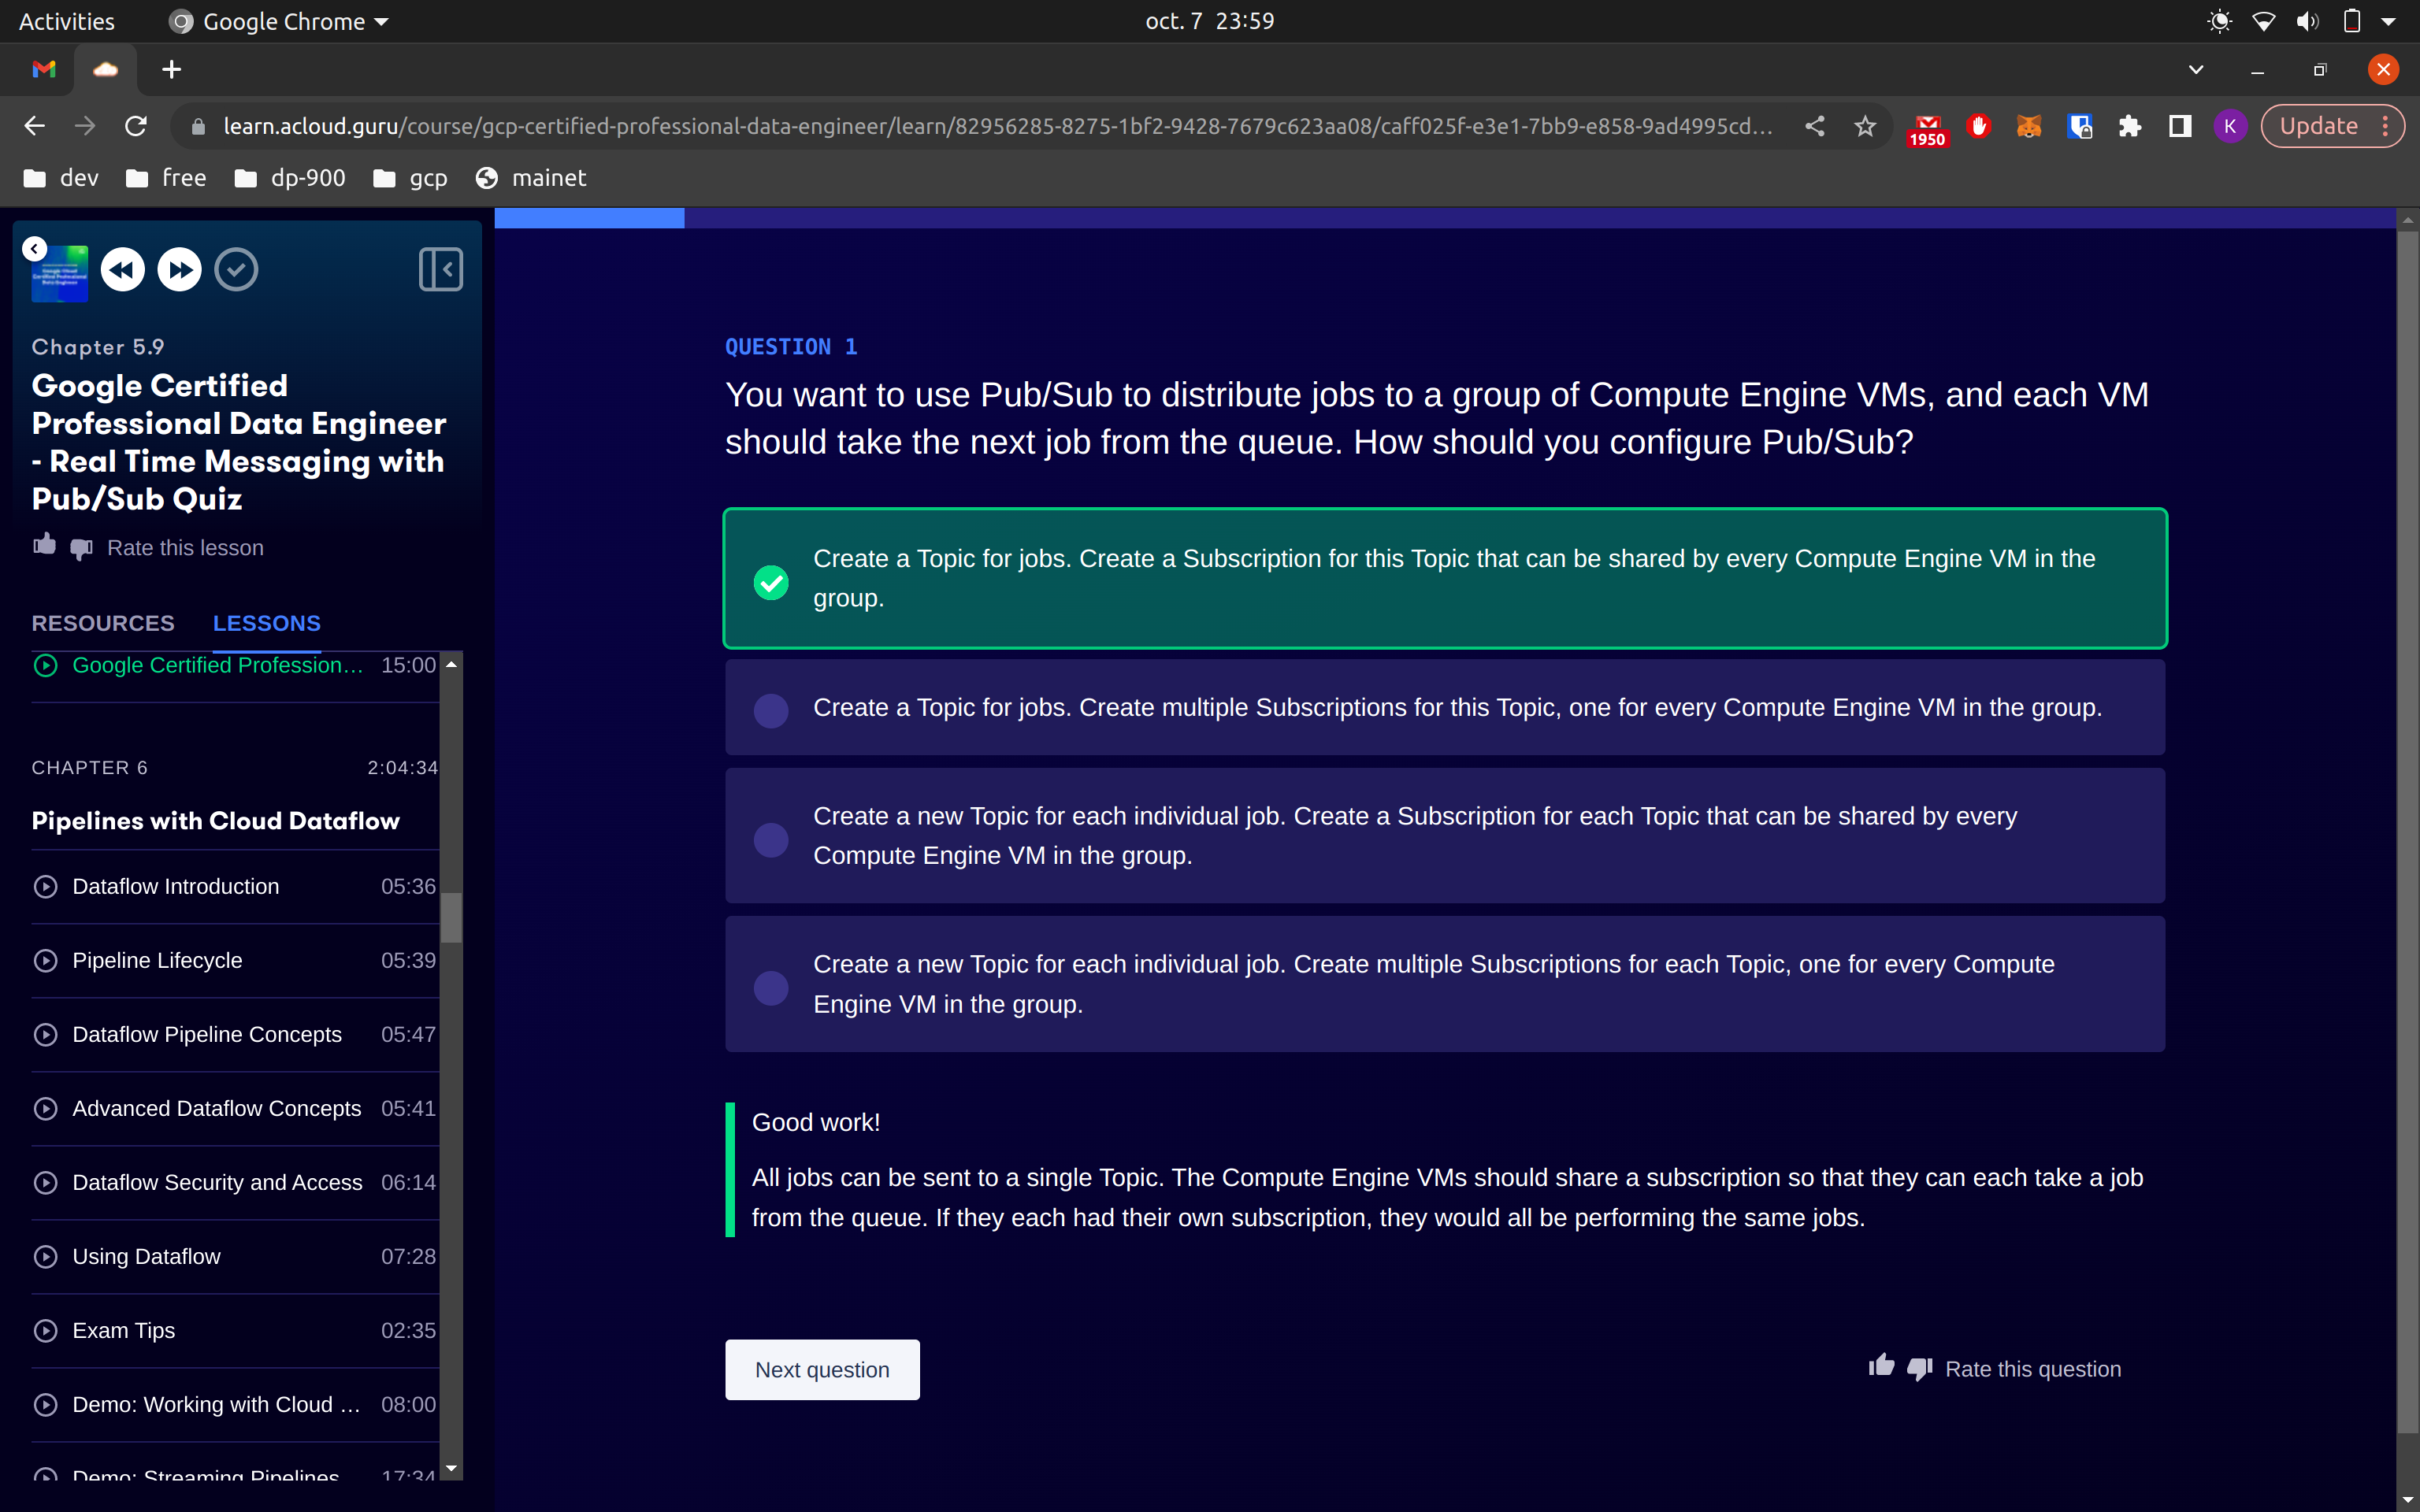 Activities
Google Chrome
oct. 7 23:59
learn.acloud.guru/course/gcp-certified-professional-data-engineer/learn/82956285-8275-1bf2-9428-7679c623aa08/caff025f-e3e1-7bb9-e858-9ad4995cd...
1950
K
Update
dev
free
dp-900
gcp
mainet
Chapter 5.9
Google Certified
Professional Data Engineer
- Real Time Messaging with
Pub/Sub Quiz
Rate this lesson
RESOURCES
LESSONS
Google Certified Profession... 15:00
CHAPTER 6 2:04:34
Pipelines with Cloud Dataflow
Dataflow Introduction 05:36
Pipeline Lifecycle 05:39
Dataflow Pipeline Concepts 05:47
Advanced Dataflow Concepts 05:41
Dataflow Security and Access 06:14
Using Dataflow 07:28
Exam Tips 02:35
Demo: Working with Cloud ... 08:00
Demo: Streaming Pipelines 17:34
QUESTION 1
You want to use Pub/Sub to distribute jobs to a group of Compute Engine VMs, and each VM
should take the next job from the queue. How should you configure Pub/Sub?
Create a Topic for jobs. Create a Subscription for this Topic that can be shared by every Compute Engine VM in the
group.
Create a Topic for jobs. Create multiple Subscriptions for this Topic, one for every Compute Engine VM in the group.
Create a new Topic for each individual job. Create a Subscription for each Topic that can be shared by every
Compute Engine VM in the group.
Create a new Topic for each individual job. Create multiple Subscriptions for each Topic, one for every Compute
Engine VM in the group.
Good work!
All jobs can be sent to a single Topic. The Compute Engine VMs should share a subscription so that they can each take a job
from the queue. If they each had their own subscription, they would all be performing the same jobs.
Next question
Rate this question